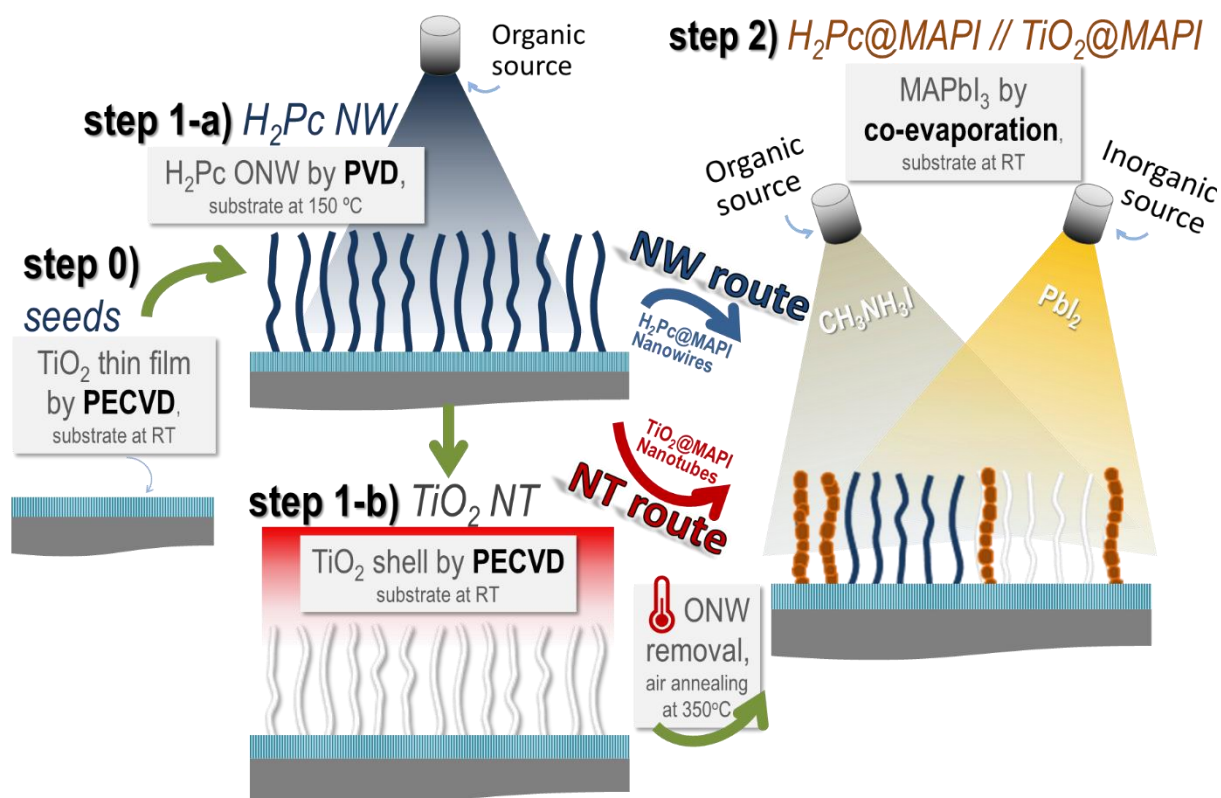 step 0)
seeds
TiO₂ thin film
by PECVD,
substrate at RT
step 1-a) H₂Pc NW
H₂Pc ONW by PVD,
substrate at 150 ºC
Organic
source
NW route
H₂Pc@MAPI
Nanowires
step 1-b) TiO₂ NT
TiO₂ shell by PECVD
substrate at RT
TiO₂@MAPI
Nanotubes
NT route
ONW
removal,
air annealing
at 350ºC
step 2) H₂Pc@MAPI // TiO₂@MAPI
MAPbI₃ by
co-evaporation,
substrate at RT
Organic
source
Inorganic
source
CH₃NH₃I
PbI₂